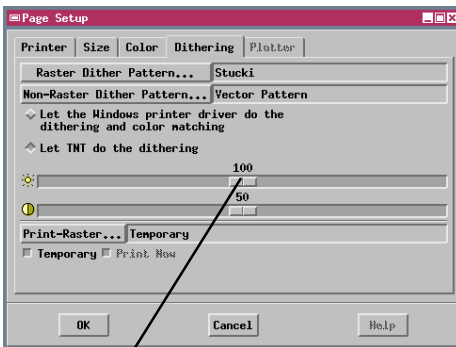 Page Setup
Printer Size Color Dithering Plotter
Raster Dither Pattern... Stucki
Non-Raster Dither Pattern... Vector Pattern
Let the Windows printer driver do the
dithering and color matching
Let TNT do the dithering
100
50
Print-Raster... Temporary
Temporary Print Now
OK Cancel Help